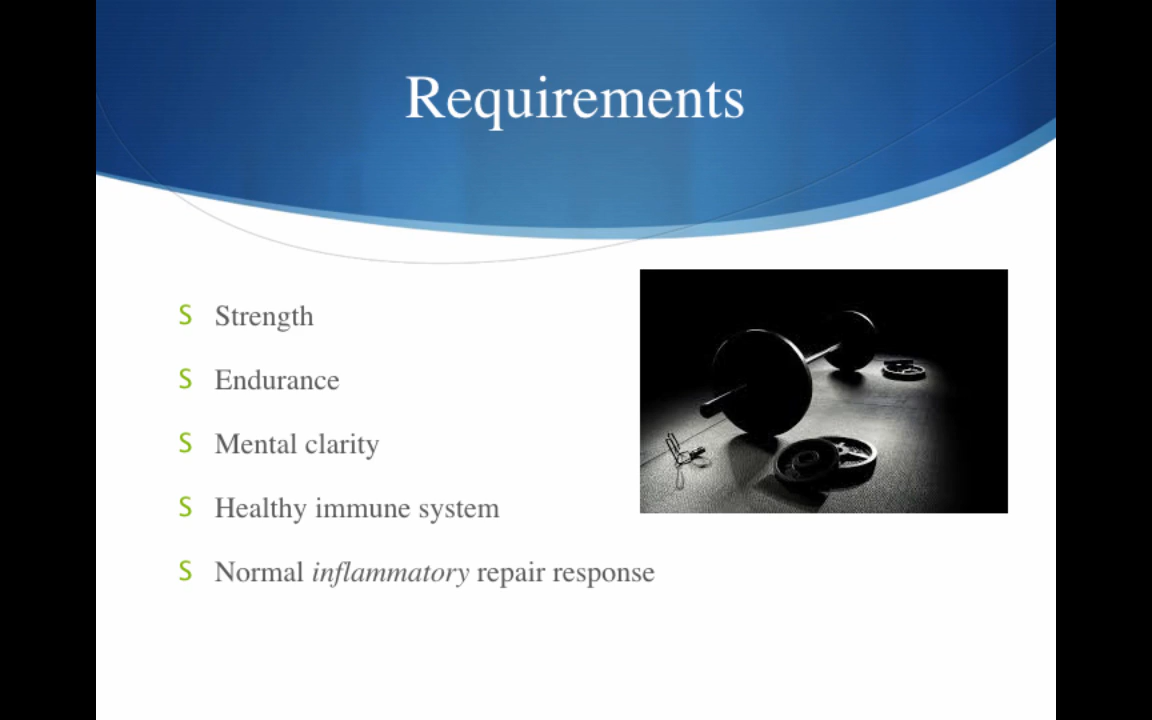 Requirements
S Strength
S Endurance
S Mental clarity
S Healthy immune system
S Normal inflammatory repair response